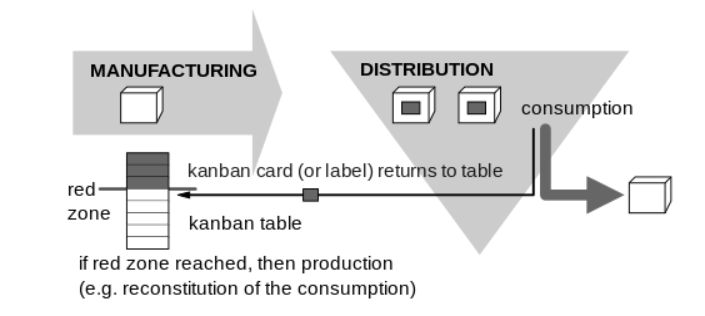 MANUFACTURING
DISTRIBUTION
consumption
kanban card (or label) returns to table
red
zone
kanban table
if red zone reached, then production
(e.g. reconstitution of the consumption)